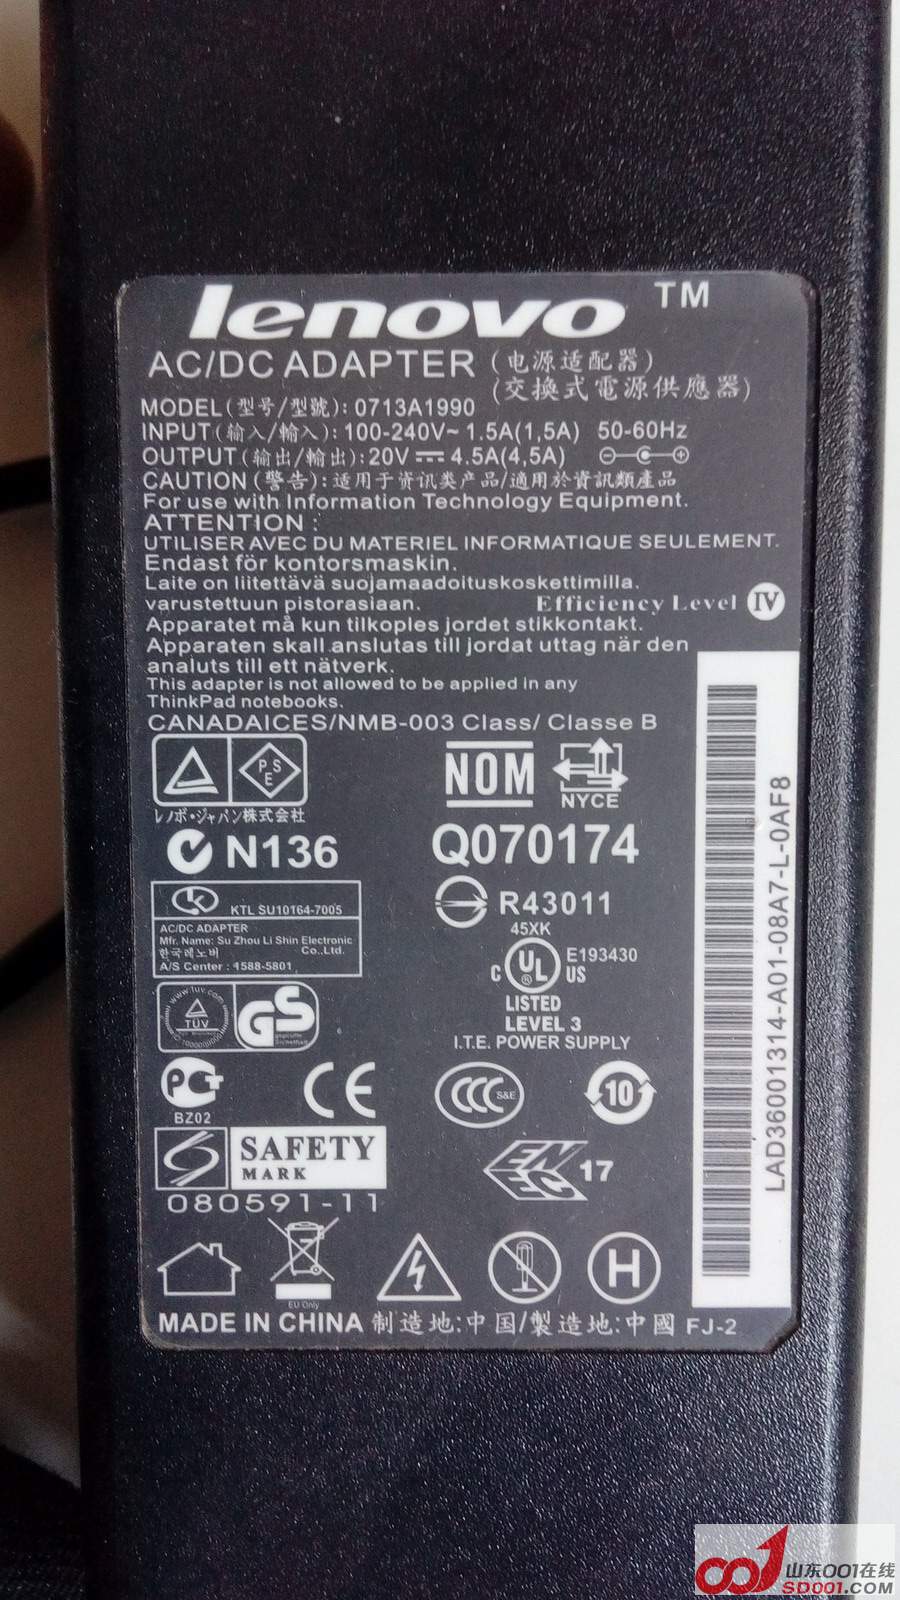 lenovo TM
AC/DC ADAPTER (电源适配器)
(交換式電源供應器)
MODEL(型号/型號): 0713A1990
INPUT(输入/輸入): 100-240V~ 1.5A(1,5A) 50-60Hz
OUTPUT(输出/輸出): 20V 4.5A(4,5A)
CAUTION (警告): 适用于资讯类产品/適用於資訊類產品
For use with Information Technology Equipment.
ATTENTION :
UTILISER AVEC DU MATERIEL INFORMATIQUE SEULEMENT.
Endast för kontorsmaskin.
Laite on liitettävä suojamaadoituskoskettimilla.
varustettuun pistorasiaan. Efficiency Level IV
Apparatet må kun tilkoples jordet stikkontakt.
Apparaten skall anslutas till jordat uttag när den
analuts till ett nätverk.
This adapter is not allowed to be applied in any
ThinkPad notebooks.
CANADAICES/NMB-003 Class/ Classe B
PSE
NOM
NYCE
レノボ・ジャパン株式会社
N136
Q070174
KTL SU10164-7005
AC/DC ADAPTER
Mfr. Name: Su Zhou Li Shin Electronic
Co.,Ltd.
한국레노버
A/S Center : 1588-5801
R43011
45XK
C UL US E193430
LISTED
LEVEL 3
I.T.E. POWER SUPPLY
www.tuv.com
TÜV
GS
PCT
BZ02
CE
CCC S&E
10
SAFETY
MARK
080591-11
ENEC 17
EU Only
H
MADE IN CHINA 制造地:中国/製造地:中國 FJ-2
LAD36001314-A01-08A7-L-0AF8
山东001在线
SD001.COM